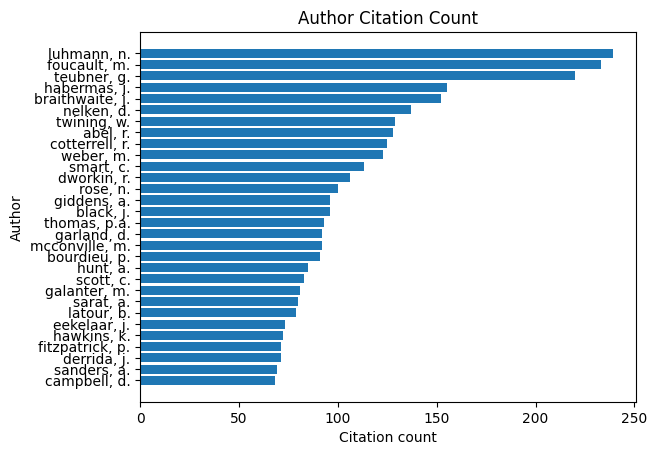 Author Citation Count
luhmann, n.
foucault, m.
teubner, g.
habermas, j.
braithwaite, j.
nelken, d.
twining, w.
abel, r.
cotterrell, r.
weber, m.
smart, c.
dworkin, r.
rose, n.
giddens, a.
black, j.
thomas, p.a.
garland, d.
mcconville, m.
bourdieu, p.
hunt, a.
scott, c.
galanter, m.
sarat, a.
latour, b.
eekelaar, j.
hawkins, k.
fitzpatrick, p.
derrida, j.
sanders, a.
campbell, d.
Author
0 50 100 150 200 250
Citation count